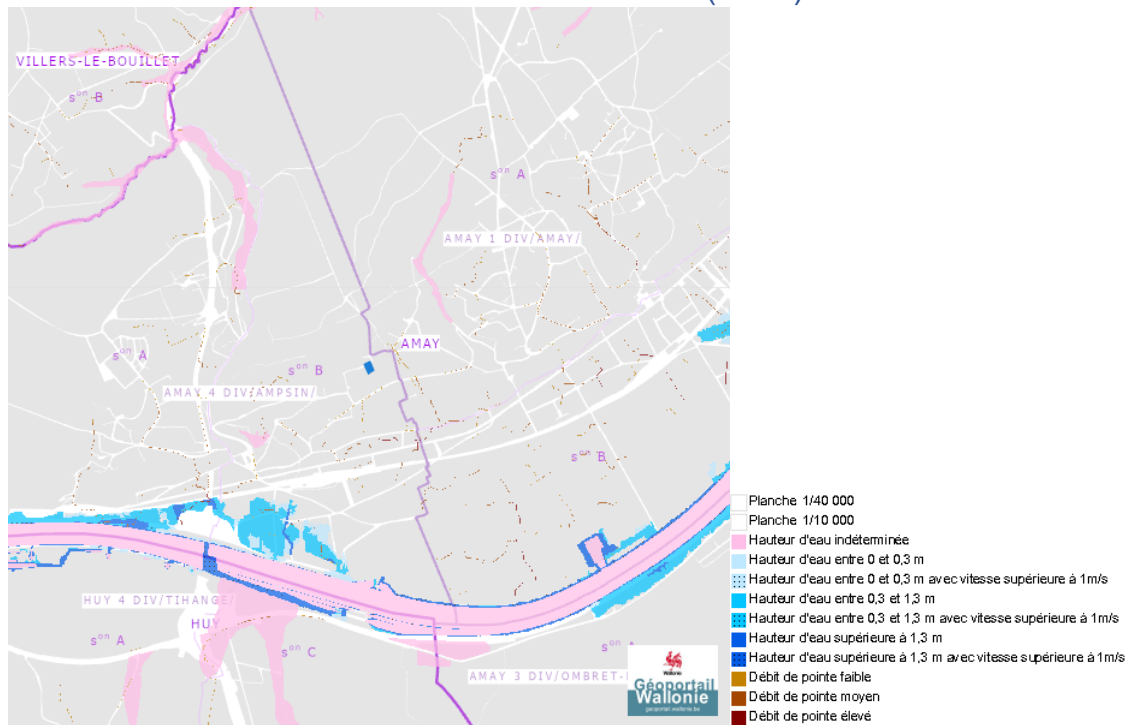 VILLERS-LE-BOUILLET
sᵒⁿ B
sᵒⁿ A
AMAY 1 DIV/AMAY/
AMAY
sᵒⁿ A
sᵒⁿ B
AMAY 4 DIV/AMPSIN/
sᵒⁿ B
HUY 4 DIV/TIHANGE/
HUY
sᵒⁿ A
sᵒⁿ C
AMAY 3 DIV/OMBRET-
Wallonie
Géoportail
Wallonie
geoportail.wallonie.be
Planche 1/40 000
Planche 1/10 000
Hauteur d'eau indéterminée
Hauteur d'eau entre 0 et 0,3 m
Hauteur d'eau entre 0 et 0,3 m avec vitesse supérieure à 1m/s
Hauteur d'eau entre 0,3 et 1,3 m
Hauteur d'eau entre 0,3 et 1,3 m avec vitesse supérieure à 1m/s
Hauteur d'eau supérieure à 1,3 m
Hauteur d'eau supérieure à 1,3 m avec vitesse supérieure à 1m/s
Débit de pointe faible
Débit de pointe moyen
Débit de pointe élevé